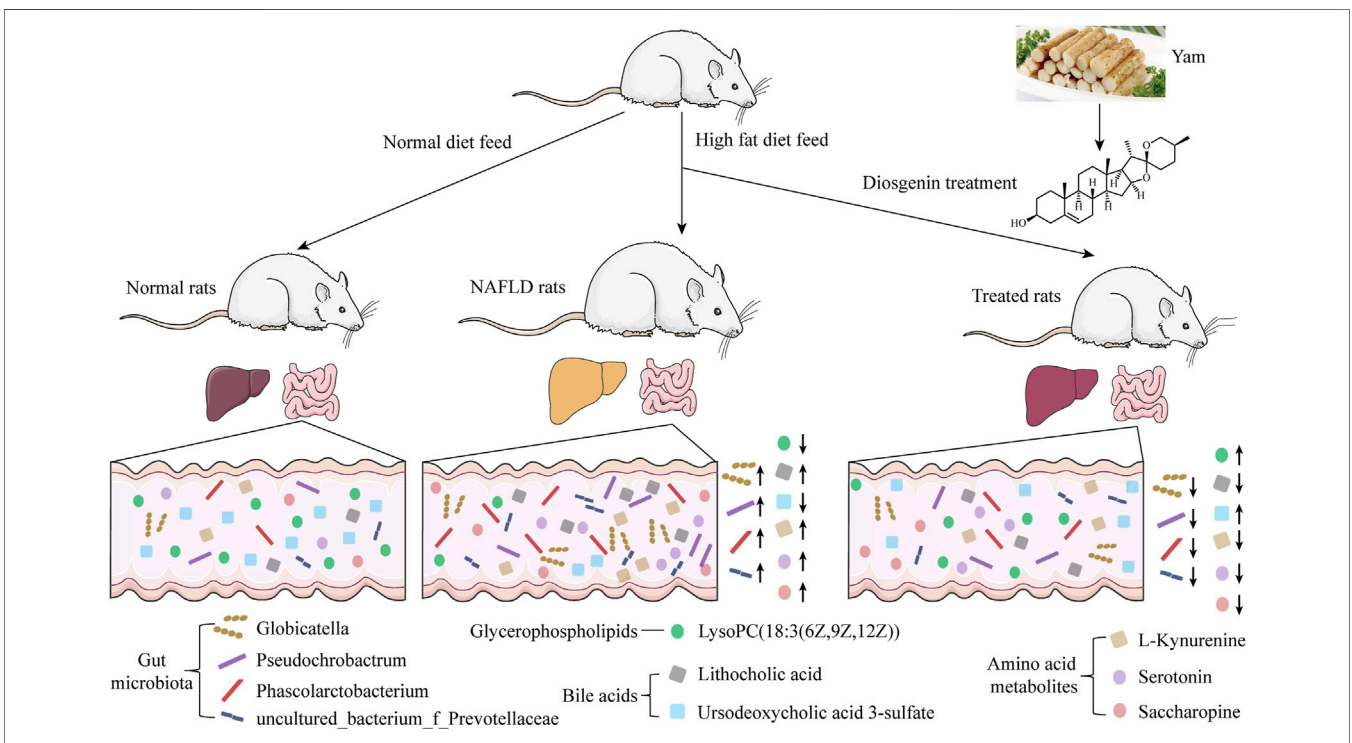 Yam
Normal diet feed
High fat diet feed
Diosgenin treatment
O
O
H
H
H
H
HO
Normal rats
NAFLD rats
Treated rats
Gut
microbiota
Globicatella
Pseudochrobactrum
Phascolarctobacterium
uncultured_bacterium_f_Prevotellaceae
Glycerophospholipids
LysoPC(18:3(6Z,9Z,12Z))
Bile acids
Lithocholic acid
Ursodeoxycholic acid 3-sulfate
Amino acid
metabolites
L-Kynurenine
Serotonin
Saccharopine